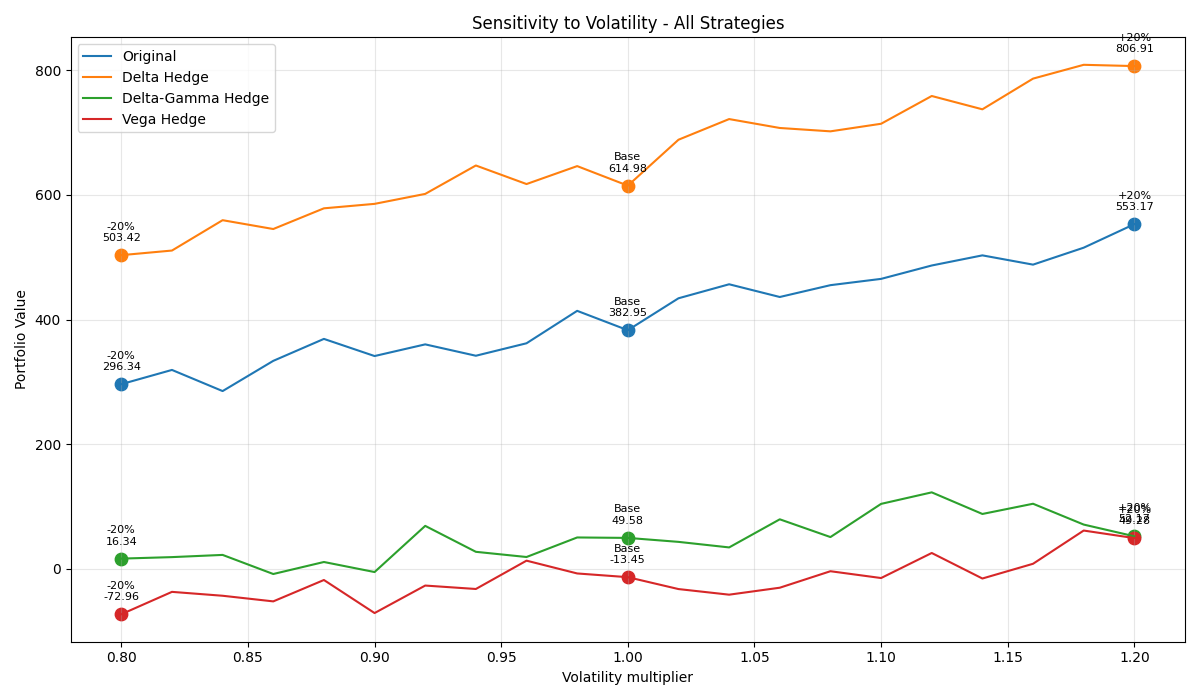 Sensitivity to Volatility - All Strategies
Original
Delta Hedge
Delta-Gamma Hedge
Vega Hedge
Portfolio Value
800
600
400
200
0
+20%
806.91
Base
614.98
-20%
503.42
+20%
553.17
Base
382.95
-20%
296.34
Base
49.58
-20%
16.34
Base
-13.45
-20%
-72.96
+20%
+20%
0.80
0.85
0.90
0.95
1.00
1.05
1.10
1.15
1.20
Volatility multiplier